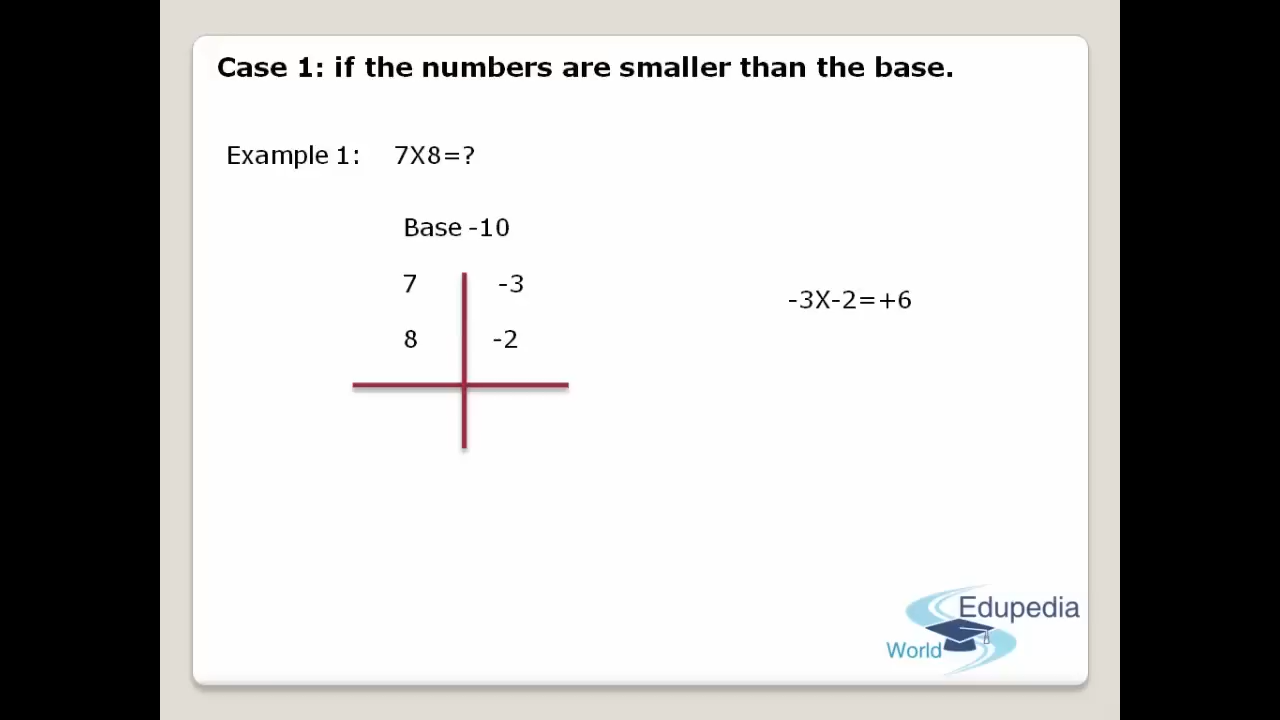 Case 1: if the numbers are smaller than the base.
Example 1: 7X8=?
Base -10
7 -3
-3X-2=+6
8 -2
Edupedia
World